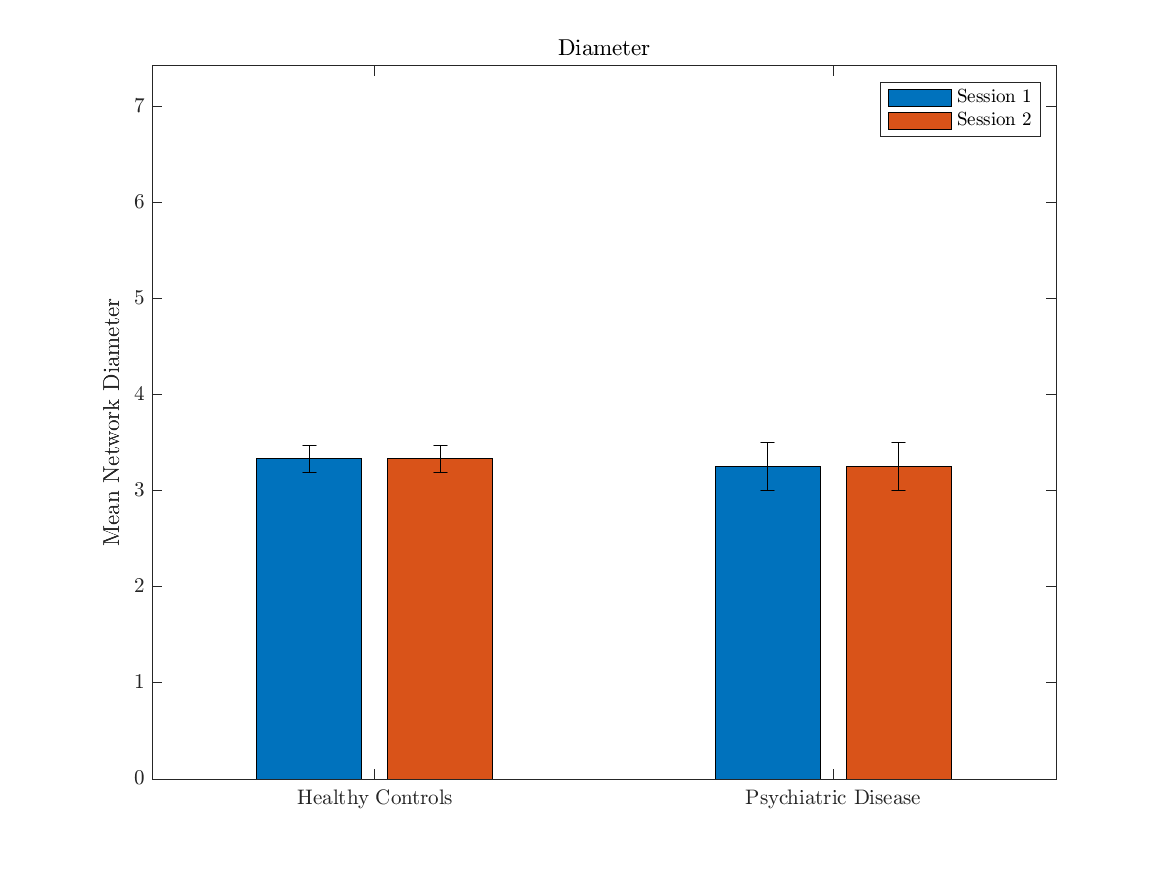 Diameter
Session 1
Session 2
7
6
5
4
3
2
1
0
Mean Network Diameter
Healthy Controls
Psychiatric Disease